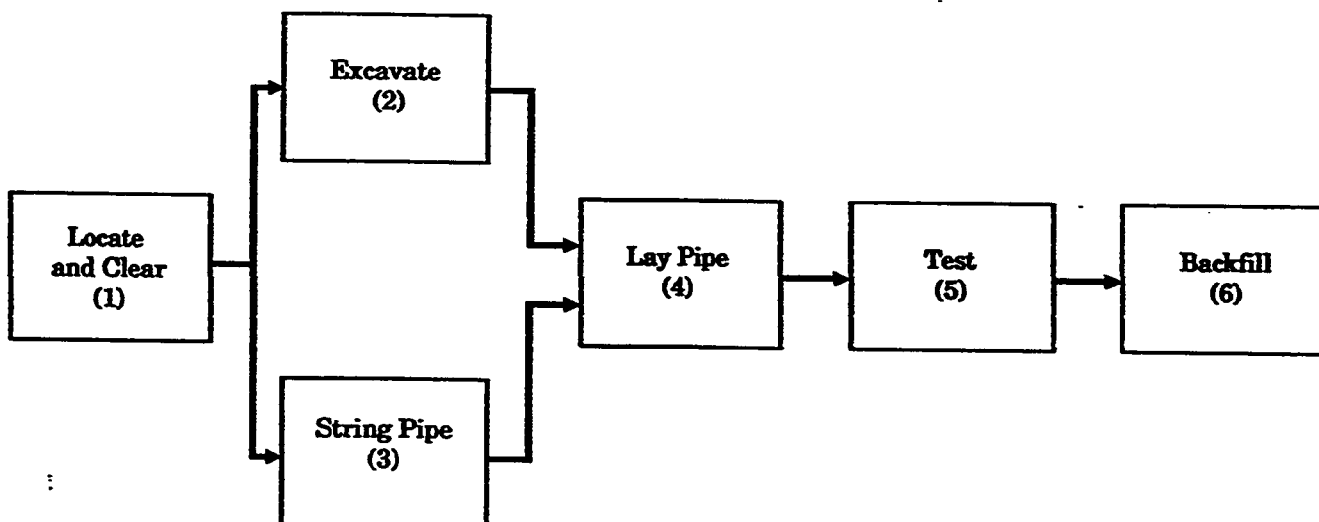 Excavate
(2)
Locate
and Clear
(1)
Lay Pipe
(4)
Test
(5)
Backfill
(6)
String Pipe
(3)